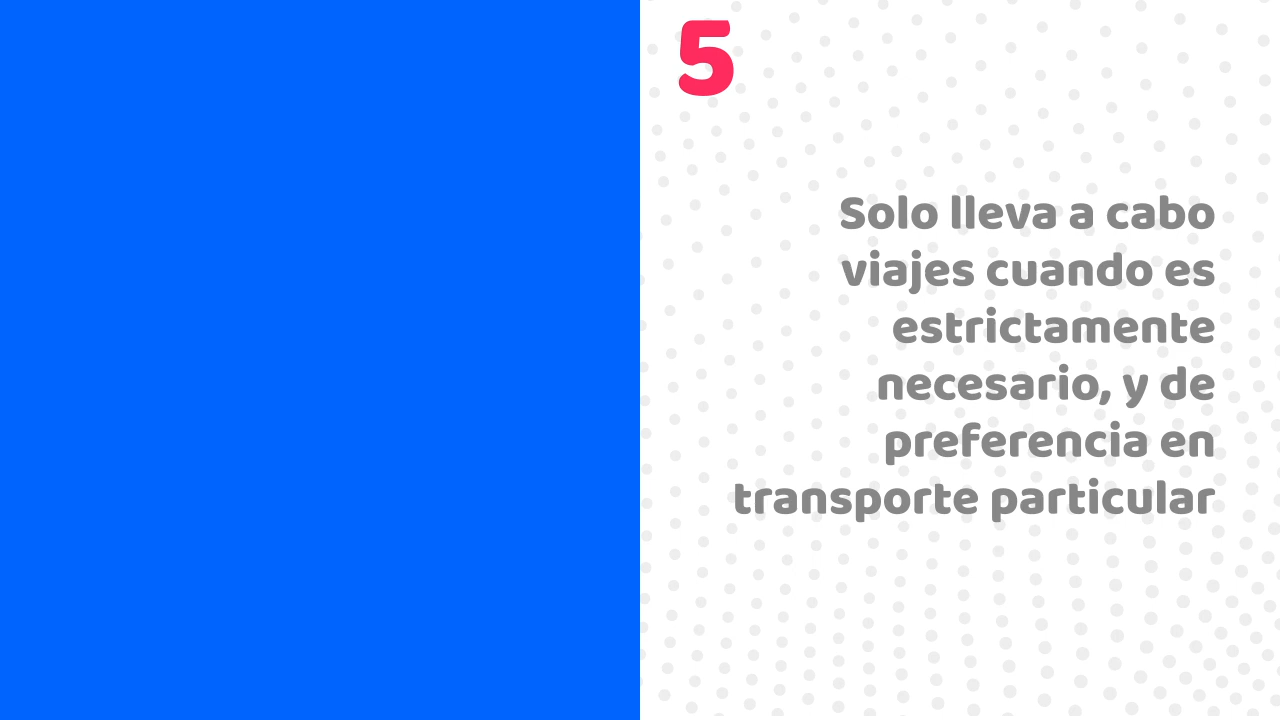 5
Solo lleva a cabo
viajes cuando es
estrictamente
necesario, y de
preferencia en
transporte particular